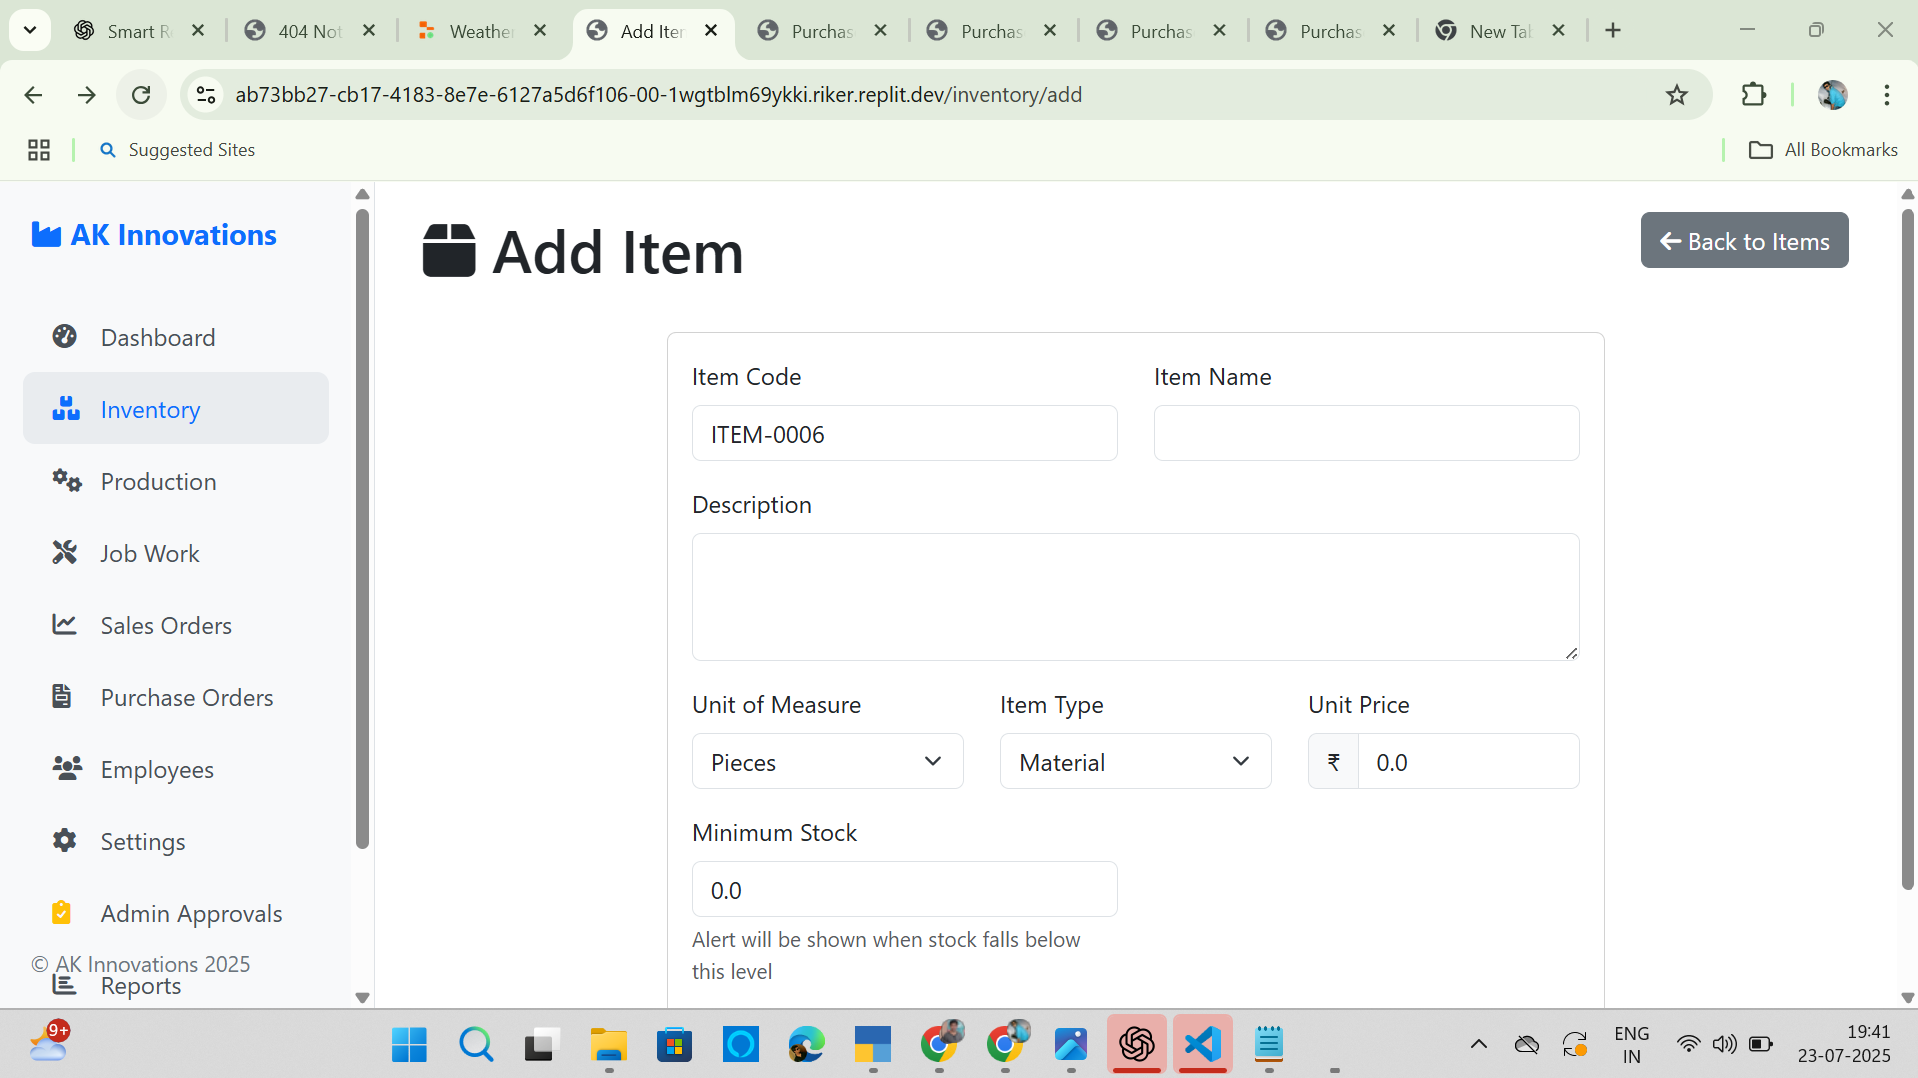 Smart R
404 Not
Weather
Add Iter
Purchas
Purchas
Purchas
Purchas
New Tab
ab73bb27-cb17-4183-8e7e-6127a5d6f106-00-1wgtblm69ykki.riker.replit.dev/inventory/add
Suggested Sites
All Bookmarks
AK Innovations
Dashboard
Inventory
Production
Job Work
Sales Orders
Purchase Orders
Employees
Settings
Admin Approvals
© AK Innovations 2025
Reports
Add Item
Back to Items
Item Code
Item Name
ITEM-0006
Description
Unit of Measure
Item Type
Unit Price
Pieces
Material
₹ 0.0
Minimum Stock
0.0
Alert will be shown when stock falls below
this level
9+
ENG
IN
19:41
23-07-2025